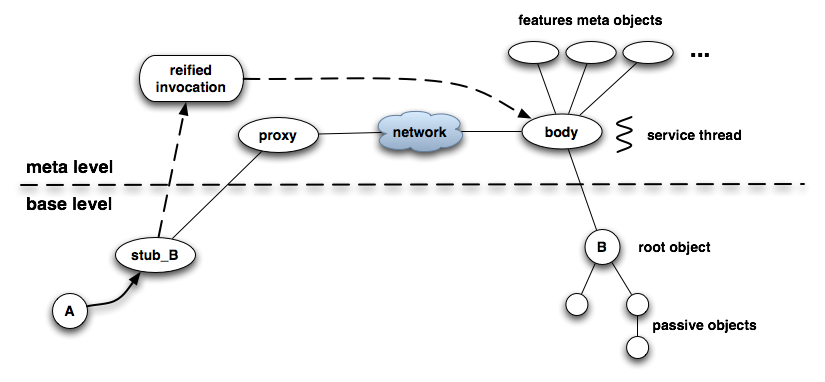 features meta objects
...
reified
invocation
proxy
network
body
service thread
meta level
base level
stub_B
B
root object
A
passive objects